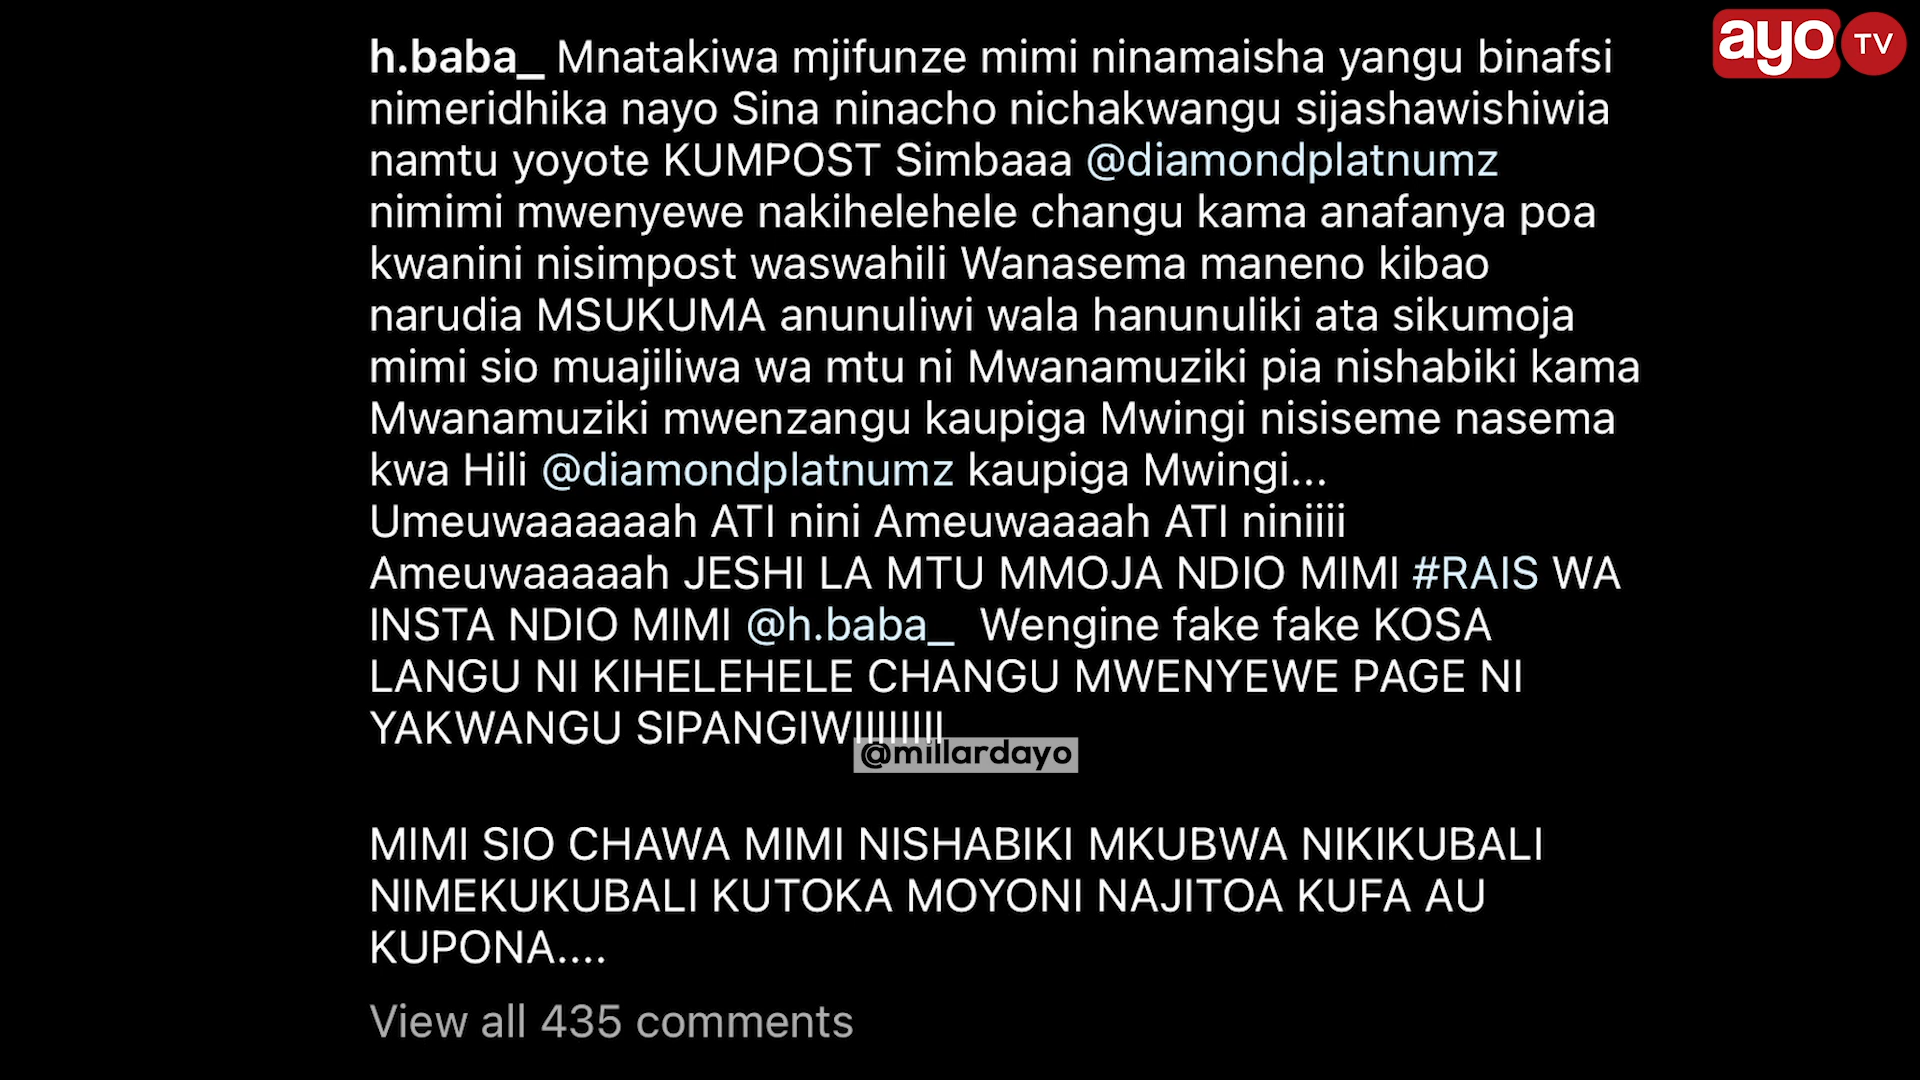 ayo TV
h.baba_ Mnatakiwa mjifunze mimi ninamaisha yangu binafsi
nimeridhika nayo Sina ninacho nichakwangu sijashawishiwia
namtu yoyote KUMPOST Simbaaa @diamondplatnumz
nimimi mwenyewe nakihelehele changu kama anafanya poa
kwanini nisimpost waswahili Wanasema maneno kibao
narudia MSUKUMA anunuliwi wala hanunuliki ata sikumoja
mimi sio muajiliwa wa mtu ni Mwanamuziki pia nishabiki kama
Mwanamuziki mwenzangu kaupiga Mwingi nisiseme nasema
kwa Hili @diamondplatnumz kaupiga Mwingi...
Umeuwaaaaaah ATI nini Ameuwaaaah ATI niniiii
Ameuwaaaaah JESHI LA MTU MMOJA NDIO MIMI #RAIS WA
INSTA NDIO MIMI @h.baba_ Wengine fake fake KOSA
LANGU NI KIHELEHELE CHANGU MWENYEWE PAGE NI
YAKWANGU SIPANGIWIIIIIIII
@millardayo
MIMI SIO CHAWA MIMI NISHABIKI MKUBWA NIKIKUBALI
NIMEKUKUBALI KUTOKA MOYONI NAJITOA KUFA AU
KUPONA....
View all 435 comments